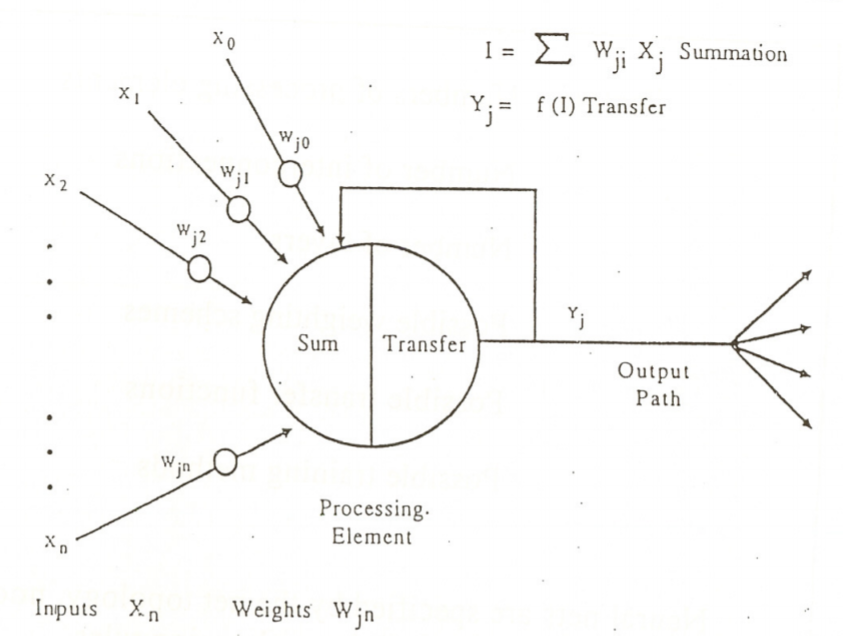 X0
I = ∑ Wji Xj Summation
X1
Yj = f (I) Transfer
Wj0
Wj1
X2
Wj2
Sum
Transfer
Yj
Output
Path
Wjn
Processing.
Element
Xn
Inputs Xn Weights Wjn